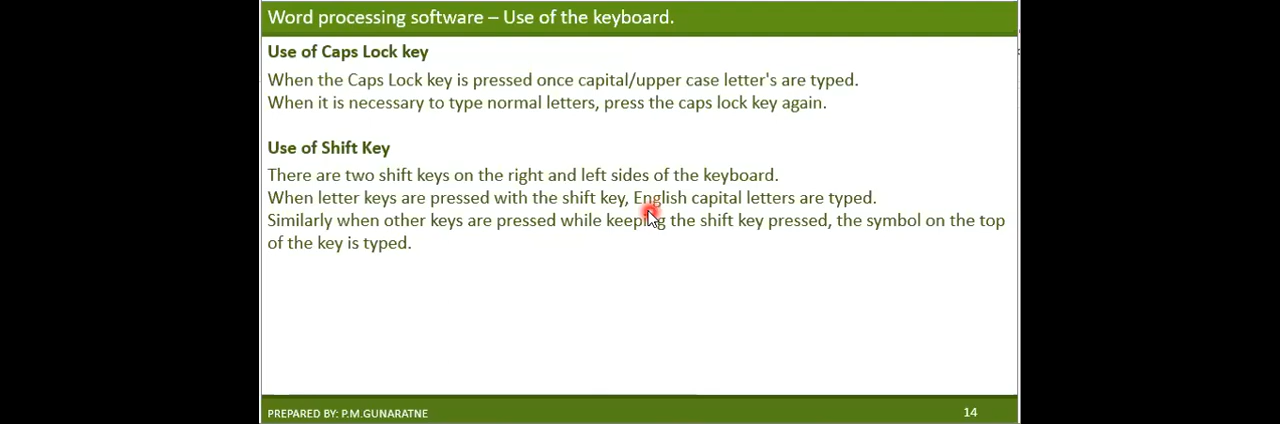 Word processing software – Use of the keyboard.
Use of Caps Lock key
When the Caps Lock key is pressed once capital/upper case letter's are typed.
When it is necessary to type normal letters, press the caps lock key again.
Use of Shift Key
There are two shift keys on the right and left sides of the keyboard.
When letter keys are pressed with the shift key, English capital letters are typed.
Similarly when other keys are pressed while keeping the shift key pressed, the symbol on the top
of the key is typed.
PREPARED BY: P.M.GUNARATNE
14